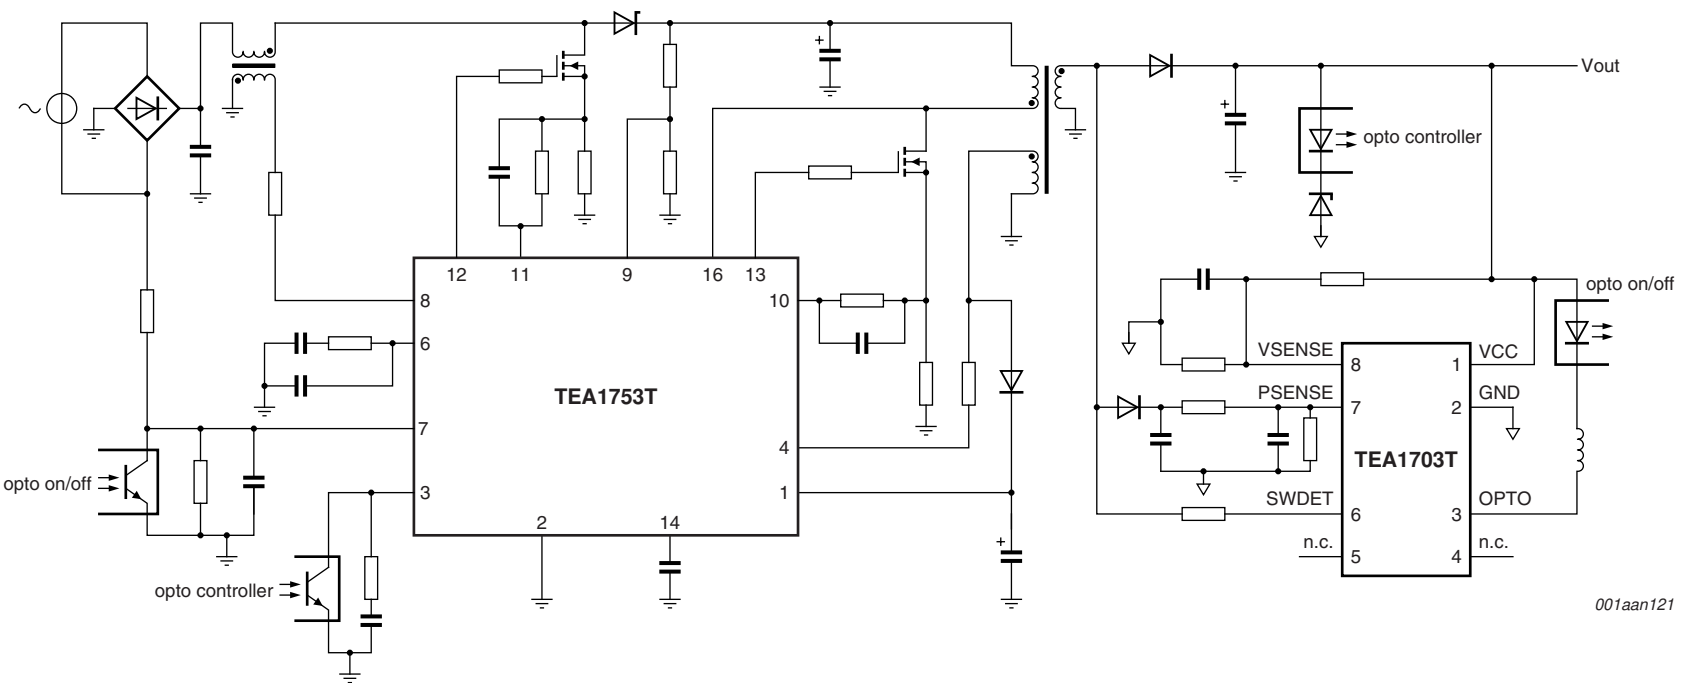 Vout
+
+
opto controller
12
11
9
16
13
8
10
opto on/off
6
VSENSE
8
1
VCC
TEA1753T
PSENSE
7
2
GND
7
4
TEA1703T
opto on/off
3
1
SWDET
6
3
OPTO
2
14
+
n.c.
5
4
n.c.
opto controller
001aan121